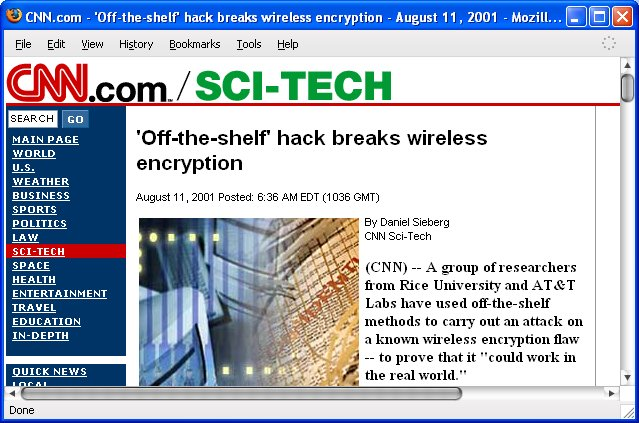 CNN.com - 'Off-the-shelf' hack breaks wireless encryption - August 11, 2001 - Mozill...
File Edit View History Bookmarks Tools Help
CNN.com / SCI-TECH
SEARCH GO
MAIN PAGE
WORLD
U.S.
WEATHER
BUSINESS
SPORTS
POLITICS
LAW
SCI-TECH
SPACE
HEALTH
ENTERTAINMENT
TRAVEL
EDUCATION
IN-DEPTH
QUICK NEWS
LOCAL
'Off-the-shelf' hack breaks wireless
encryption
August 11, 2001 Posted: 6:36 AM EDT (1036 GMT)
By Daniel Sieberg
CNN Sci-Tech
(CNN) -- A group of researchers
from Rice University and AT&T
Labs have used off-the-shelf
methods to carry out an attack on
a known wireless encryption flaw
-- to prove that it "could work in
the real world."
Done